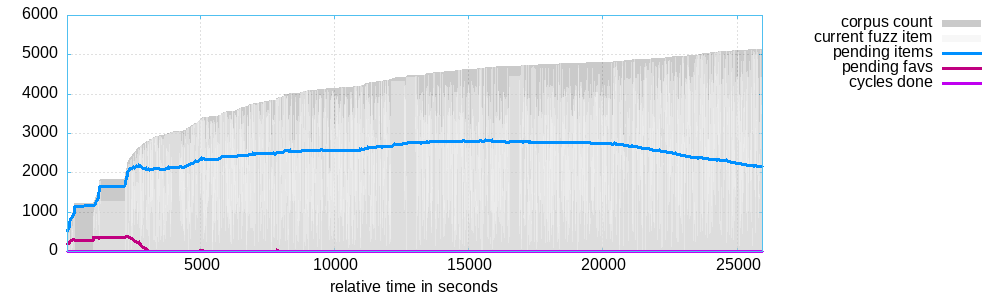 6000
5000
4000
3000
2000
1000
0
5000 10000 15000 20000 25000
relative time in seconds
corpus count
current fuzz item
pending items
pending favs
cycles done